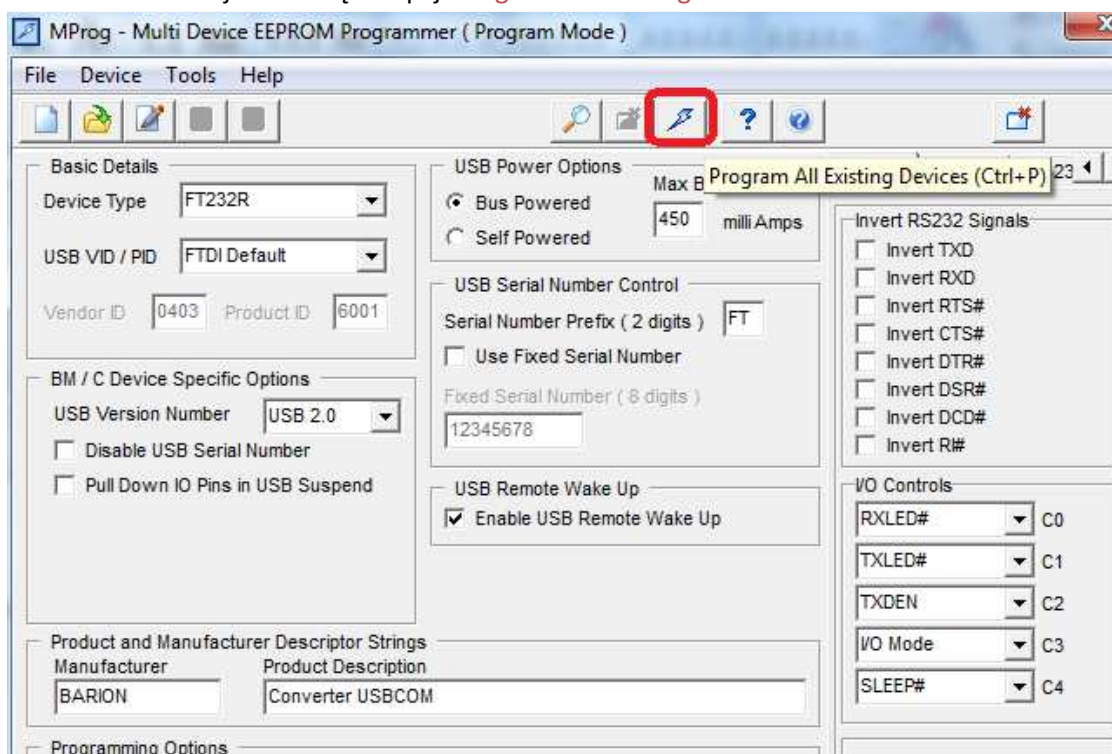 MProg - Multi Device EEPROM Programmer ( Program Mode )
File Device Tools Help
Program All Existing Devices (Ctrl+P)
Basic Details
Device Type FT232R
USB VID / PID FTDI Default
Vendor ID 0403 Product ID 6001
BM / C Device Specific Options
USB Version Number USB 2.0
Disable USB Serial Number
Pull Down IO Pins in USB Suspend
USB Power Options
Max
Bus Powered
Self Powered
450 milli Amps
USB Serial Number Control
Serial Number Prefix ( 2 digits ) FT
Use Fixed Serial Number
Fixed Serial Number ( 8 digits )
12345678
USB Remote Wake Up
Enable USB Remote Wake Up
Invert RS232 Signals
Invert TXD
Invert RXD
Invert RTS#
Invert CTS#
Invert DTR#
Invert DSR#
Invert DCD#
Invert RI#
I/O Controls
RXLED# C0
TXLED# C1
TXDEN C2
I/O Mode C3
SLEEP# C4
Product and Manufacturer Descriptor Strings
Manufacturer Product Description
BARION Converter USBCOM
Programming Options